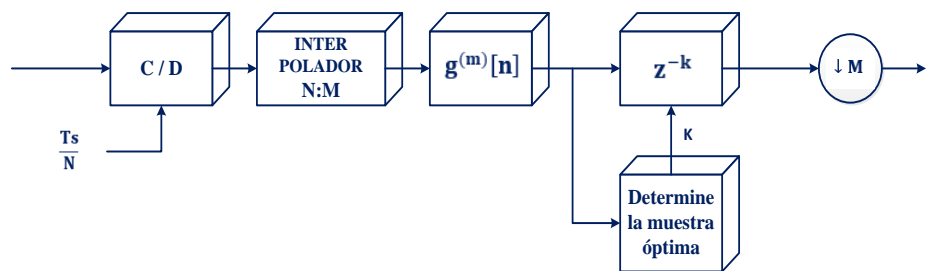 C / D
INTER
POLADOR
N:M
g^(m)[n]
z^-k
↓ M
Ts
N
K
Determine
la muestra
óptima